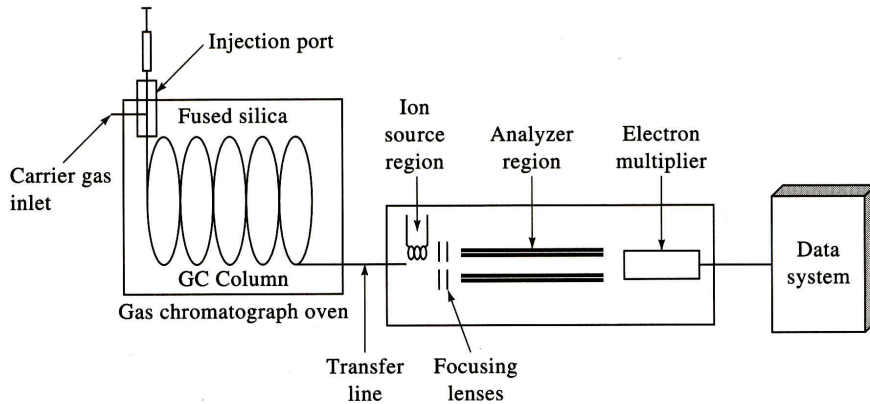 Injection port
Fused silica
Carrier gas
inlet
GC Column
Gas chromatograph oven
Transfer
line
Ion
source
region
Focusing
lenses
Analyzer
region
Electron
multiplier
Data
system